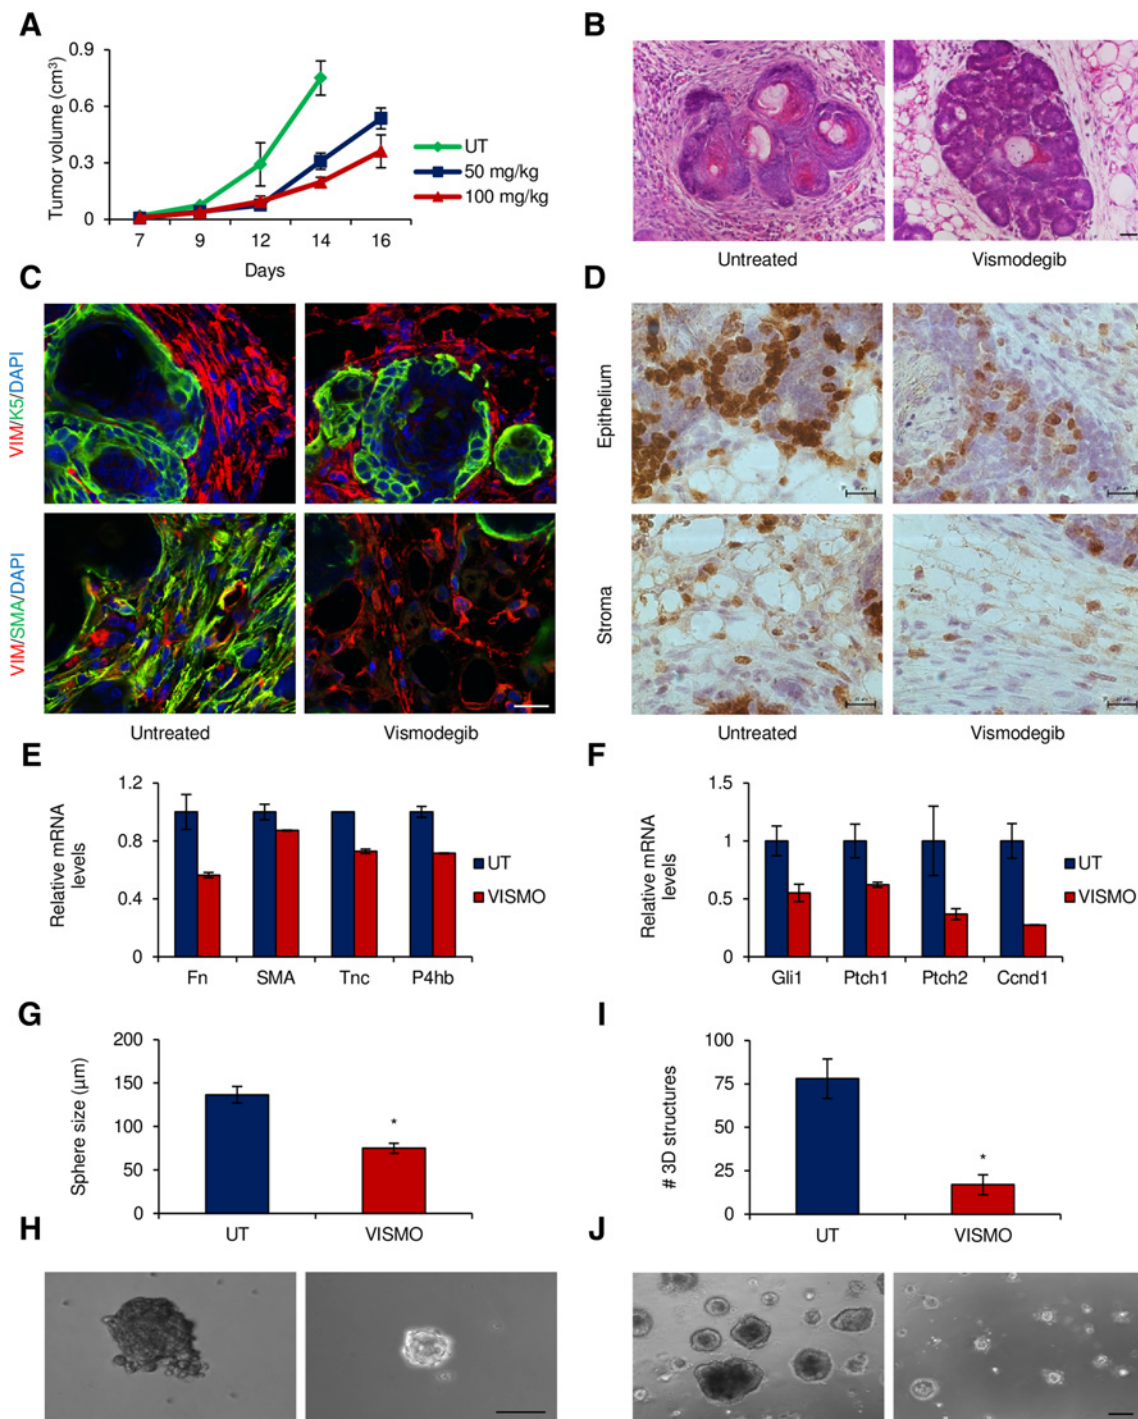 A
Tumor volume (cm³)
0.9
0.6
0.3
0
7 9 12 14 16
Days
UT
50 mg/kg
100 mg/kg
B
Untreated Vismodegib
C
VIM/K5/DAPI
VIM/SMA/DAPI
Untreated Vismodegib
D
Epithelium
Stroma
Untreated Vismodegib
E
Relative mRNA
levels
1.2
0.8
0.4
0
Fn SMA Tnc P4hb
UT
VISMO
F
Relative mRNA
levels
1.5
1
0.5
0
Gli1 Ptch1 Ptch2 Ccnd1
UT
VISMO
G
Sphere size (µm)
200
150
100
50
0
*
UT VISMO
I
# 3D structures
100
75
50
25
0
*
UT VISMO
H
J